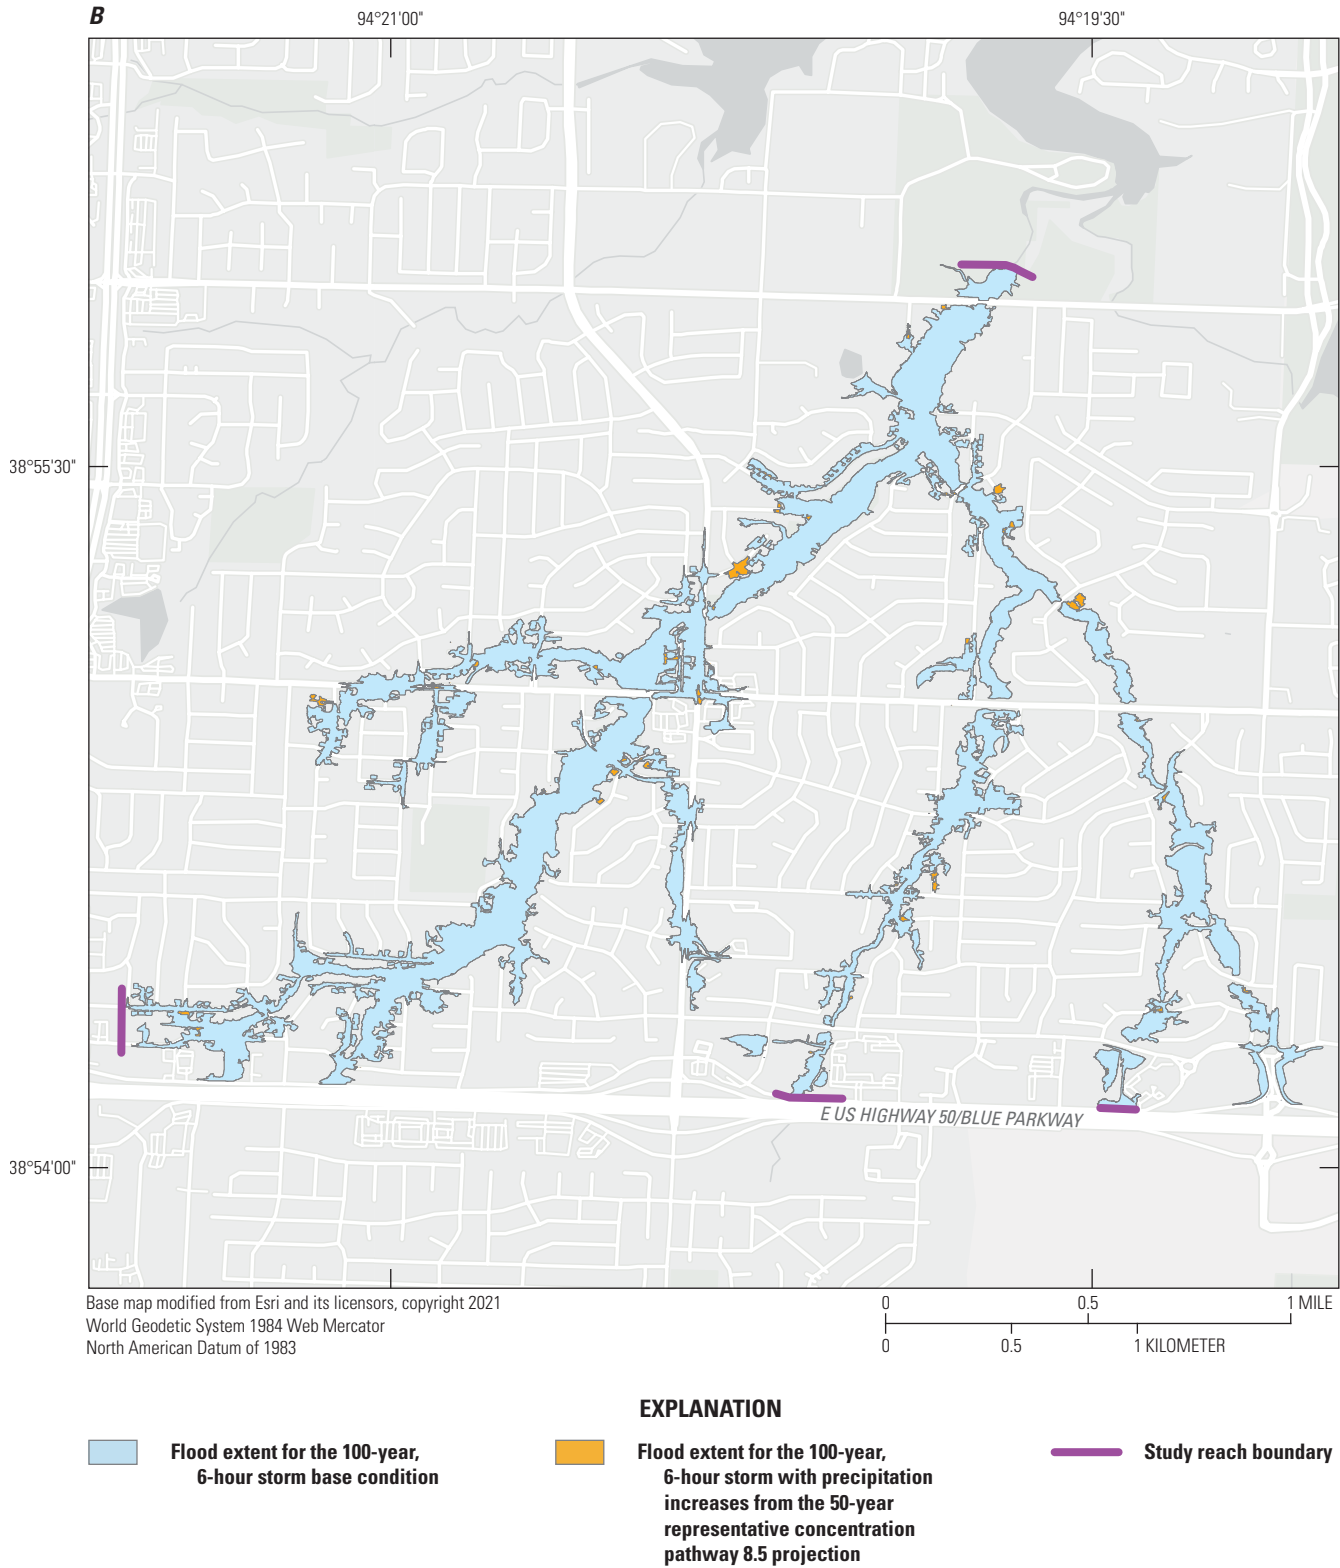 B
94°21'00"
94°19'30"
38°55'30"
38°54'00"
E US HIGHWAY 50/BLUE PARKWAY
Base map modified from Esri and its licensors, copyright 2021
World Geodetic System 1984 Web Mercator
North American Datum of 1983
0 0.5 1 MILE
0 0.5 1 KILOMETER
EXPLANATION
Flood extent for the 100-year,
6-hour storm base condition
Flood extent for the 100-year,
6-hour storm with precipitation
increases from the 50-year
representative concentration
pathway 8.5 projection
Study reach boundary